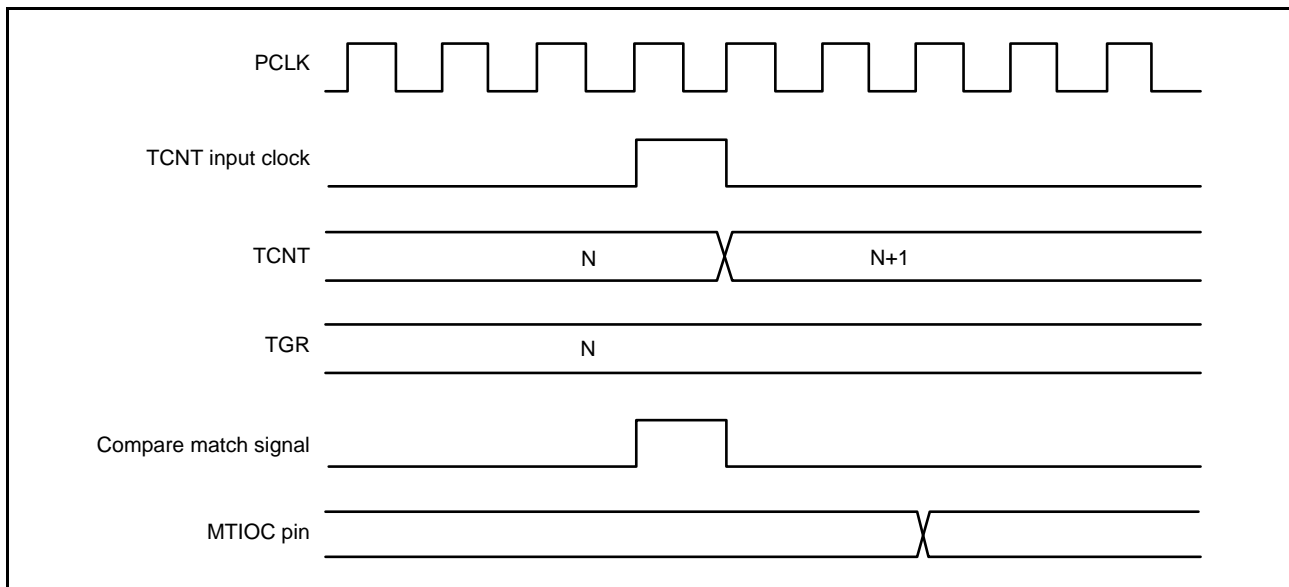 PCLK
TCNT input clock
TCNT
N
N+1
TGR
N
Compare match signal
MTIOC pin